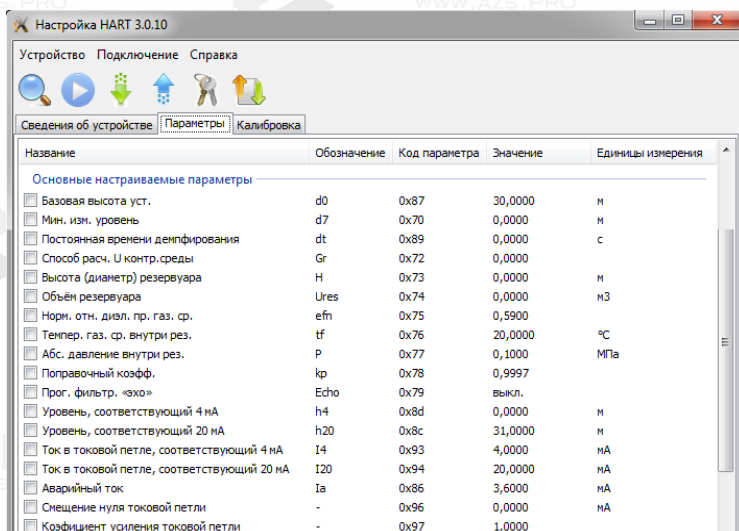 WWW.AZS.PRO
Настройка HART 3.0.10
Устройство Подключение Справка
Сведения об устройстве Параметры Калибровка
Название Обозначение Код параметра Значение Единицы измерения
Основные настраиваемые параметры
Базовая высота уст. d0 0x87 30,0000 м
Мин. изм. уровень d7 0x70 0,0000 м
Постоянная времени демпфирования dt 0x89 0,0000 с
Способ расч. U контр.среды Gr 0x72 0,0000
Высота (диаметр) резервуара H 0x73 0,0000 м
Объём резервуара Ures 0x74 0,0000 м3
Норм. отн. диэл. пр. газ. ср. efn 0x75 0,5900
Темпер. газ. ср. внутри рез. tf 0x76 20,0000 °C
Абс. давление внутри рез. P 0x77 0,1000 МПа
Поправочный коэфф. kp 0x78 0,9997
Прог. фильтр. «эхо» Echo 0x79 выкл.
Уровень, соответствующий 4 мА h4 0x8d 0,0000 м
Уровень, соответствующий 20 мА h20 0x8c 31,0000 м
Ток в токовой петле, соответствующий 4 мА I4 0x93 4,0000 мА
Ток в токовой петле, соответствующий 20 мА I20 0x94 20,0000 мА
Аварийный ток Ia 0x86 3,6000 мА
Смещение нуля токовой петли - 0x96 0,0000 мА
Коэфициент усиления токовой петли - 0x97 1,0000